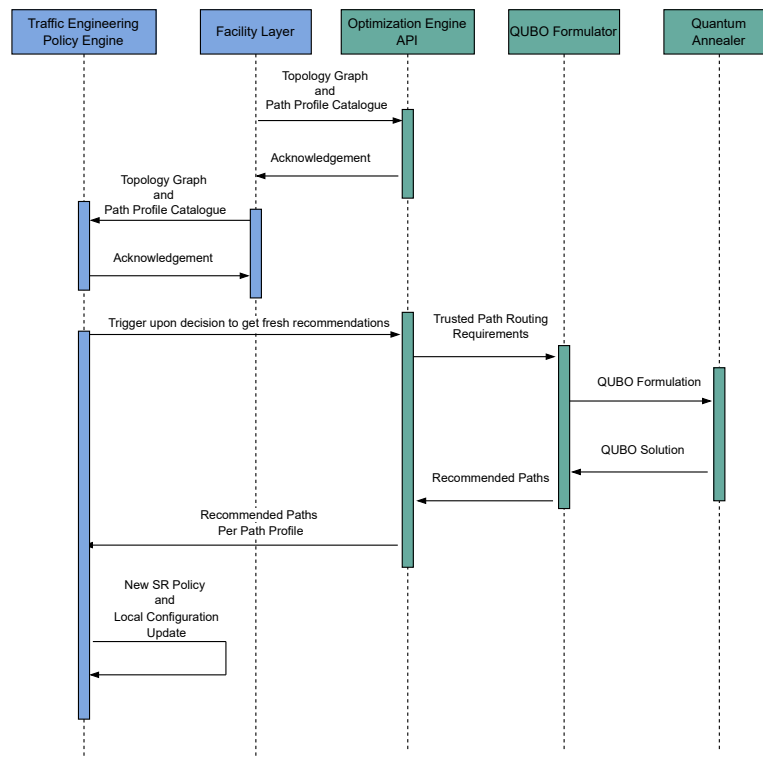 Traffic Engineering
Policy Engine
Facility Layer
Optimization Engine
API
QUBO Formulator
Quantum
Annealer
Topology Graph
and
Path Profile Catalogue
Acknowledgement
Topology Graph
and
Path Profile Catalogue
Acknowledgement
Trigger upon decision to get fresh recommendations
Trusted Path Routing
Requirements
QUBO Formulation
QUBO Solution
Recommended Paths
Recommended Paths
Per Path Profile
New SR Policy
and
Local Configuration
Update